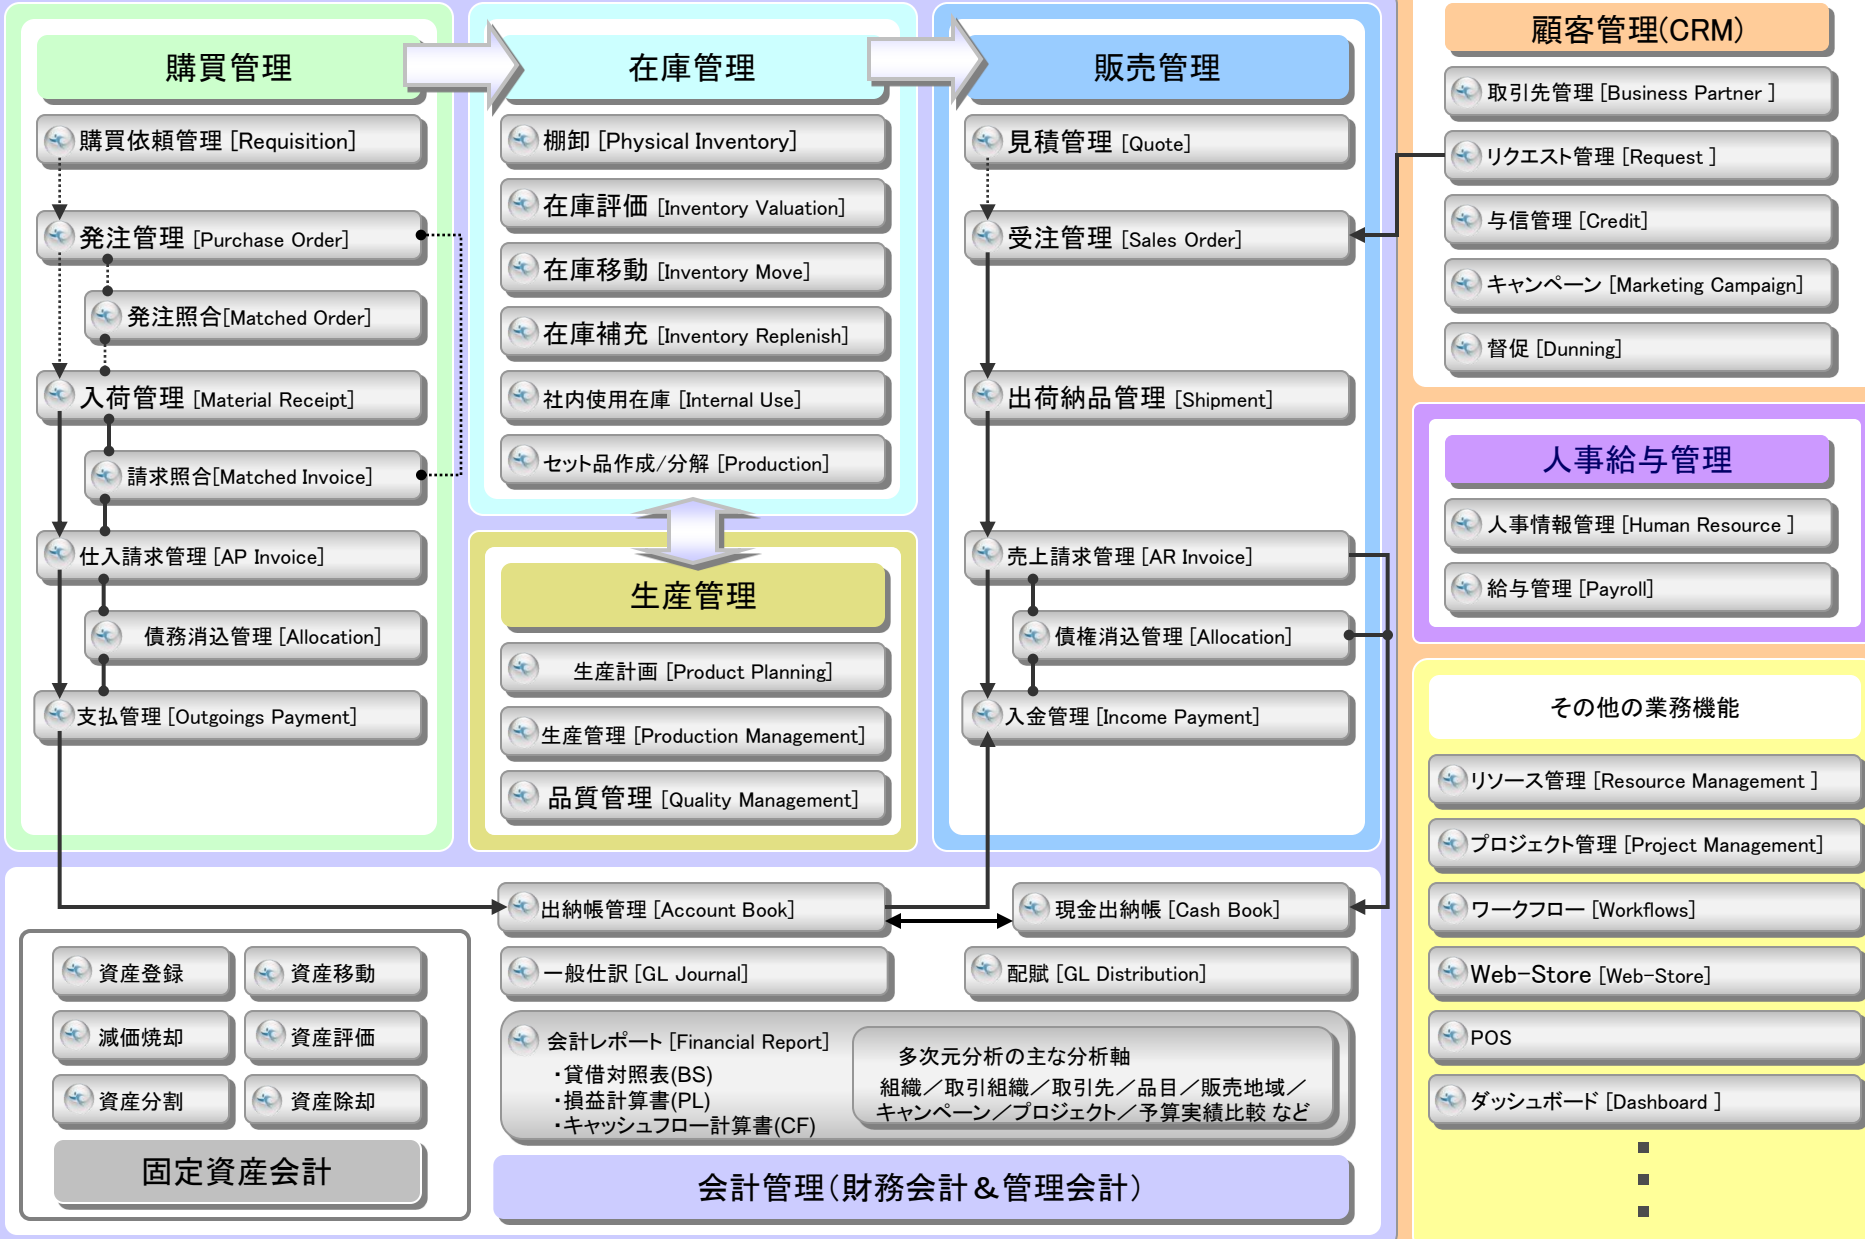 購買管理
購買依頼管理 [Requisition]
発注管理 [Purchase Order]
発注照合[Matched Order]
入荷管理 [Material Receipt]
請求照合[Matched Invoice]
仕入請求管理 [AP Invoice]
債務消込管理 [Allocation]
支払管理 [Outgoings Payment]
在庫管理
棚卸 [Physical Inventory]
在庫評価 [Inventory Valuation]
在庫移動 [Inventory Move]
在庫補充 [Inventory Replenish]
社内使用在庫 [Internal Use]
セット品作成/分解 [Production]
生産管理
生産計画 [Product Planning]
生産管理 [Production Management]
品質管理 [Quality Management]
販売管理
見積管理 [Quote]
受注管理 [Sales Order]
出荷納品管理 [Shipment]
売上請求管理 [AR Invoice]
債権消込管理 [Allocation]
入金管理 [Income Payment]
顧客管理(CRM)
取引先管理 [Business Partner ]
リクエスト管理 [Request ]
与信管理 [Credit]
キャンペーン [Marketing Campaign]
督促 [Dunning]
人事給与管理
人事情報管理 [Human Resource ]
給与管理 [Payroll]
その他の業務機能
リソース管理 [Resource Management ]
プロジェクト管理 [Project Management]
ワークフロー [Workflows]
Web-Store [Web-Store]
POS
ダッシュボード [Dashboard ]
出納帳管理 [Account Book]
現金出納帳 [Cash Book]
一般仕訳 [GL Journal]
配賦 [GL Distribution]
会計レポート [Financial Report]
・貸借対照表(BS)
・損益計算書(PL)
・キャッシュフロー計算書(CF)
多次元分析の主な分析軸
組織／取引組織／取引先／品目／販売地域／
キャンペーン／プロジェクト／予算実績比較 など
会計管理（財務会計＆管理会計）
資産登録
資産移動
減価焼却
資産評価
資産分割
資産除却
固定資産会計